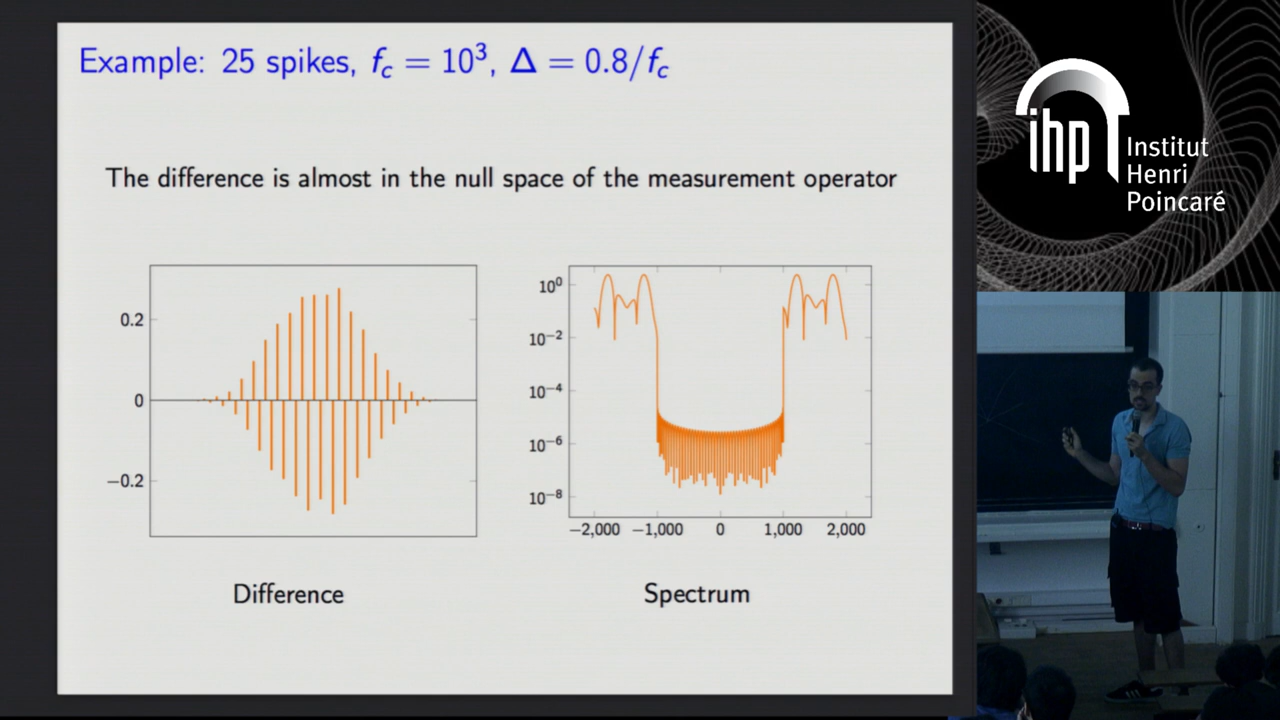 Example: 25 spikes, f_c = 10³, Δ = 0.8/f_c
The difference is almost in the null space of the measurement operator
0.2
0
−0.2
Difference
10⁰
10⁻²
10⁻⁴
10⁻⁶
10⁻⁸
−2,000 −1,000 0 1,000 2,000
Spectrum
ihp
Institut
Henri
Poincaré